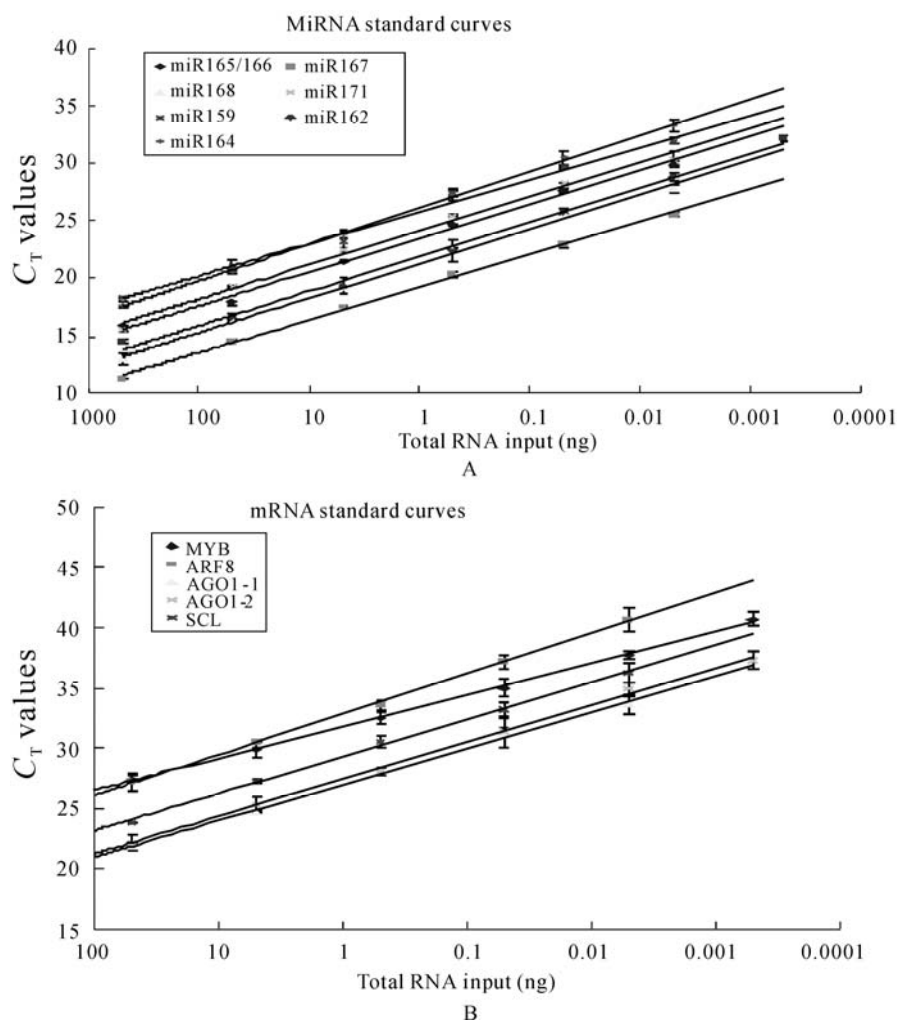 MiRNA standard curves
40
35
30
25
20
15
10
C_T values
miR165/166 miR167
miR168 miR171
miR159 miR162
miR164
1000 100 10 1 0.1 0.01 0.001 0.0001
Total RNA input (ng)
A
mRNA standard curves
50
45
40
35
30
25
20
15
C_T values
MYB
ARF8
AGO1-1
AGO1-2
SCL
100 10 1 0.1 0.01 0.001 0.0001
Total RNA input (ng)
B